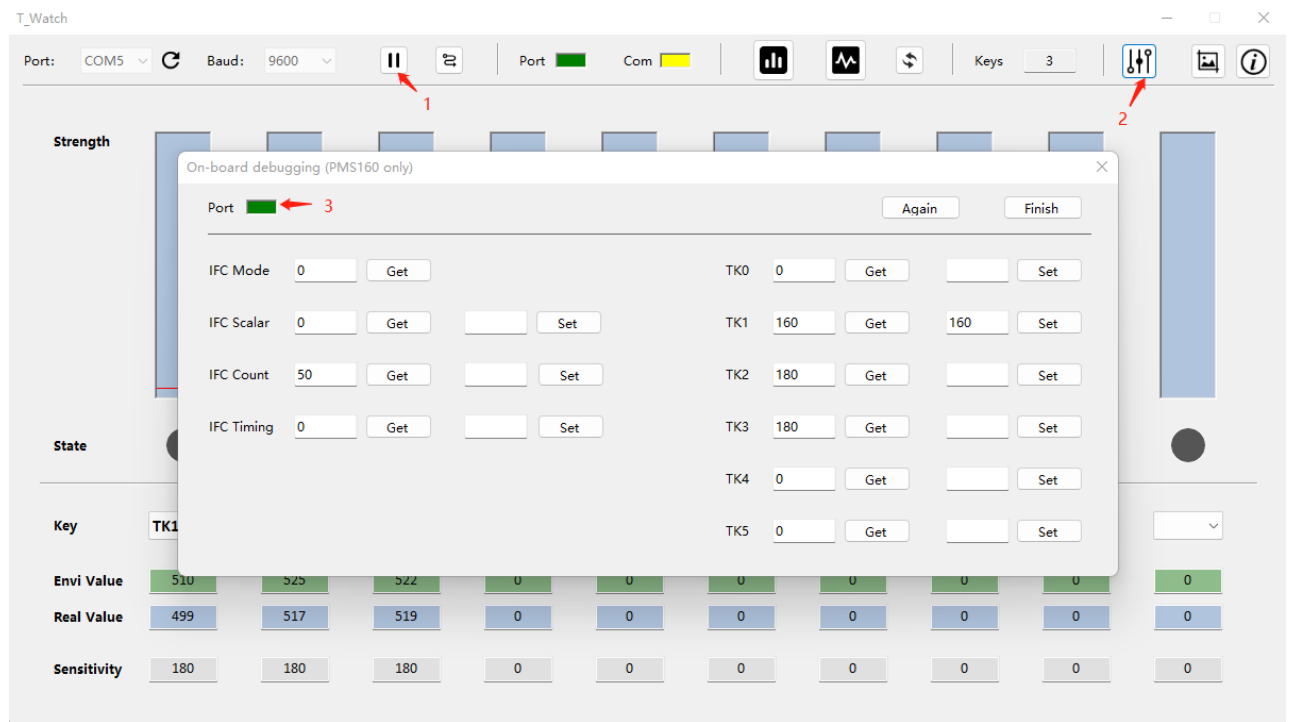 T_Watch
Port: COM5 Baud: 9600 Port Com Keys 3
1
2
Strength
On-board debugging (PMS160 only)
Port 3 Again Finish
IFC Mode 0 Get TK0 0 Get Set
IFC Scalar 0 Get Set TK1 160 Get 160 Set
IFC Count 50 Get Set TK2 180 Get Set
IFC Timing 0 Get Set TK3 180 Get Set
State
TK4 0 Get Set
Key TK1 TK5 0 Get Set
Envi Value 510 525 522 0 0 0 0 0 0 0
Real Value 499 517 519 0 0 0 0 0 0 0
Sensitivity 180 180 180 0 0 0 0 0 0 0